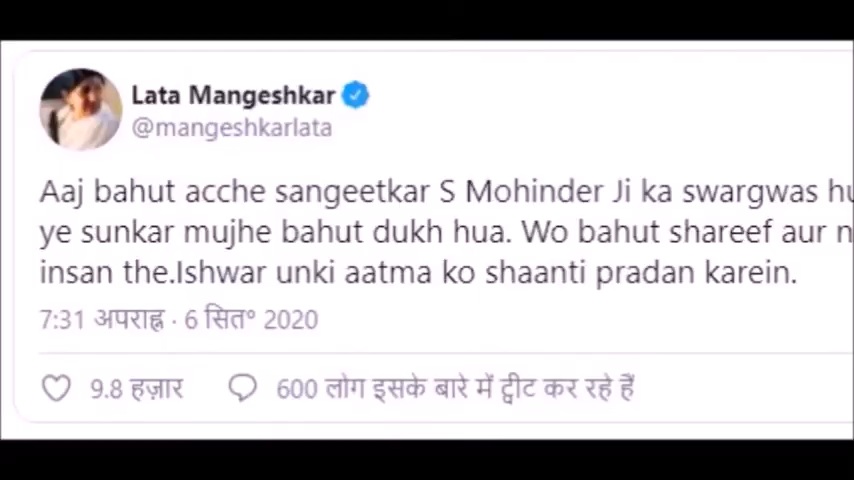 Lata Mangeshkar
@mangeshkarlata
Aaj bahut acche sangeetkar S Mohinder Ji ka swargwas
ye sunkar mujhe bahut dukh hua. Wo bahut shareef aur
insan the.Ishwar unki aatma ko shaanti pradan karein.
7:31 अपराह्न · 6 सित॰ 2020
9.8 हज़ार
600 लोग इसके बारे में ट्वीट कर रहे हैं